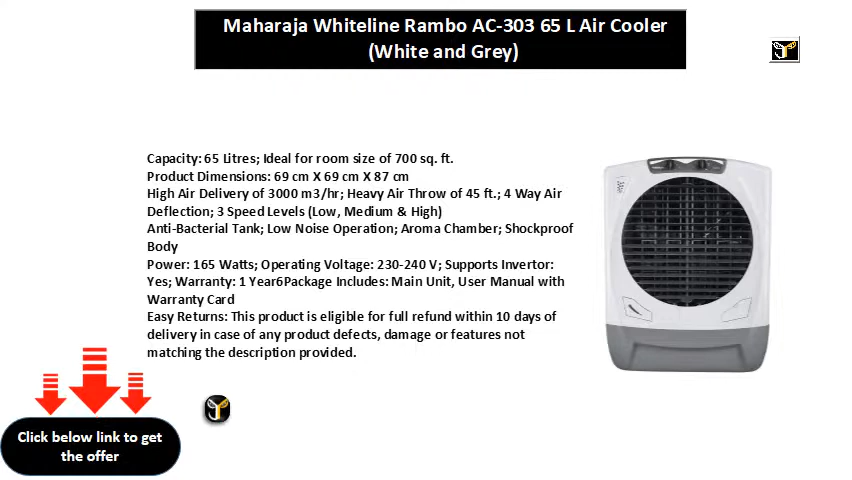 Maharaja Whiteline Rambo AC-303 65 L Air Cooler
(White and Grey)
Capacity: 65 Litres; Ideal for room size of 700 sq. ft.
Product Dimensions: 69 cm X 69 cm X 87 cm
High Air Delivery of 3000 m3/hr; Heavy Air Throw of 45 ft.; 4 Way Air
Deflection; 3 Speed Levels (Low, Medium & High)
Anti-Bacterial Tank; Low Noise Operation; Aroma Chamber; Shockproof
Body
Power: 165 Watts; Operating Voltage: 230-240 V; Supports Invertor:
Yes; Warranty: 1 Year6Package Includes: Main Unit, User Manual with
Warranty Card
Easy Returns: This product is eligible for full refund within 10 days of
delivery in case of any product defects, damage or features not
matching the description provided.
Click below link to get
the offer